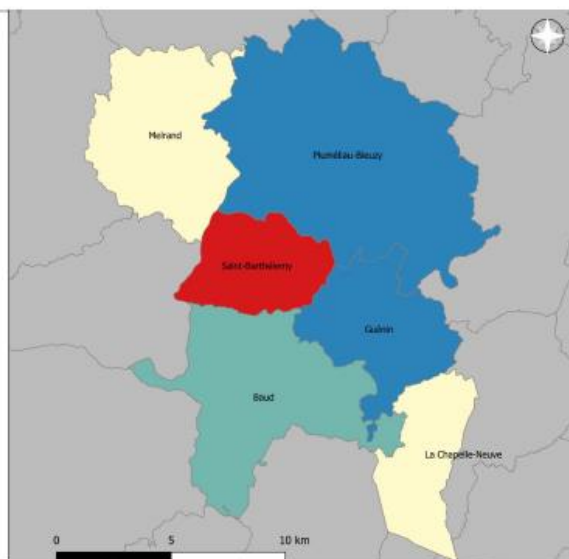 Melrand
Pluméliau-Bieuzy
Saint-Barthélemy
Guénin
Baud
La Chapelle-Neuve
0 5 10 km